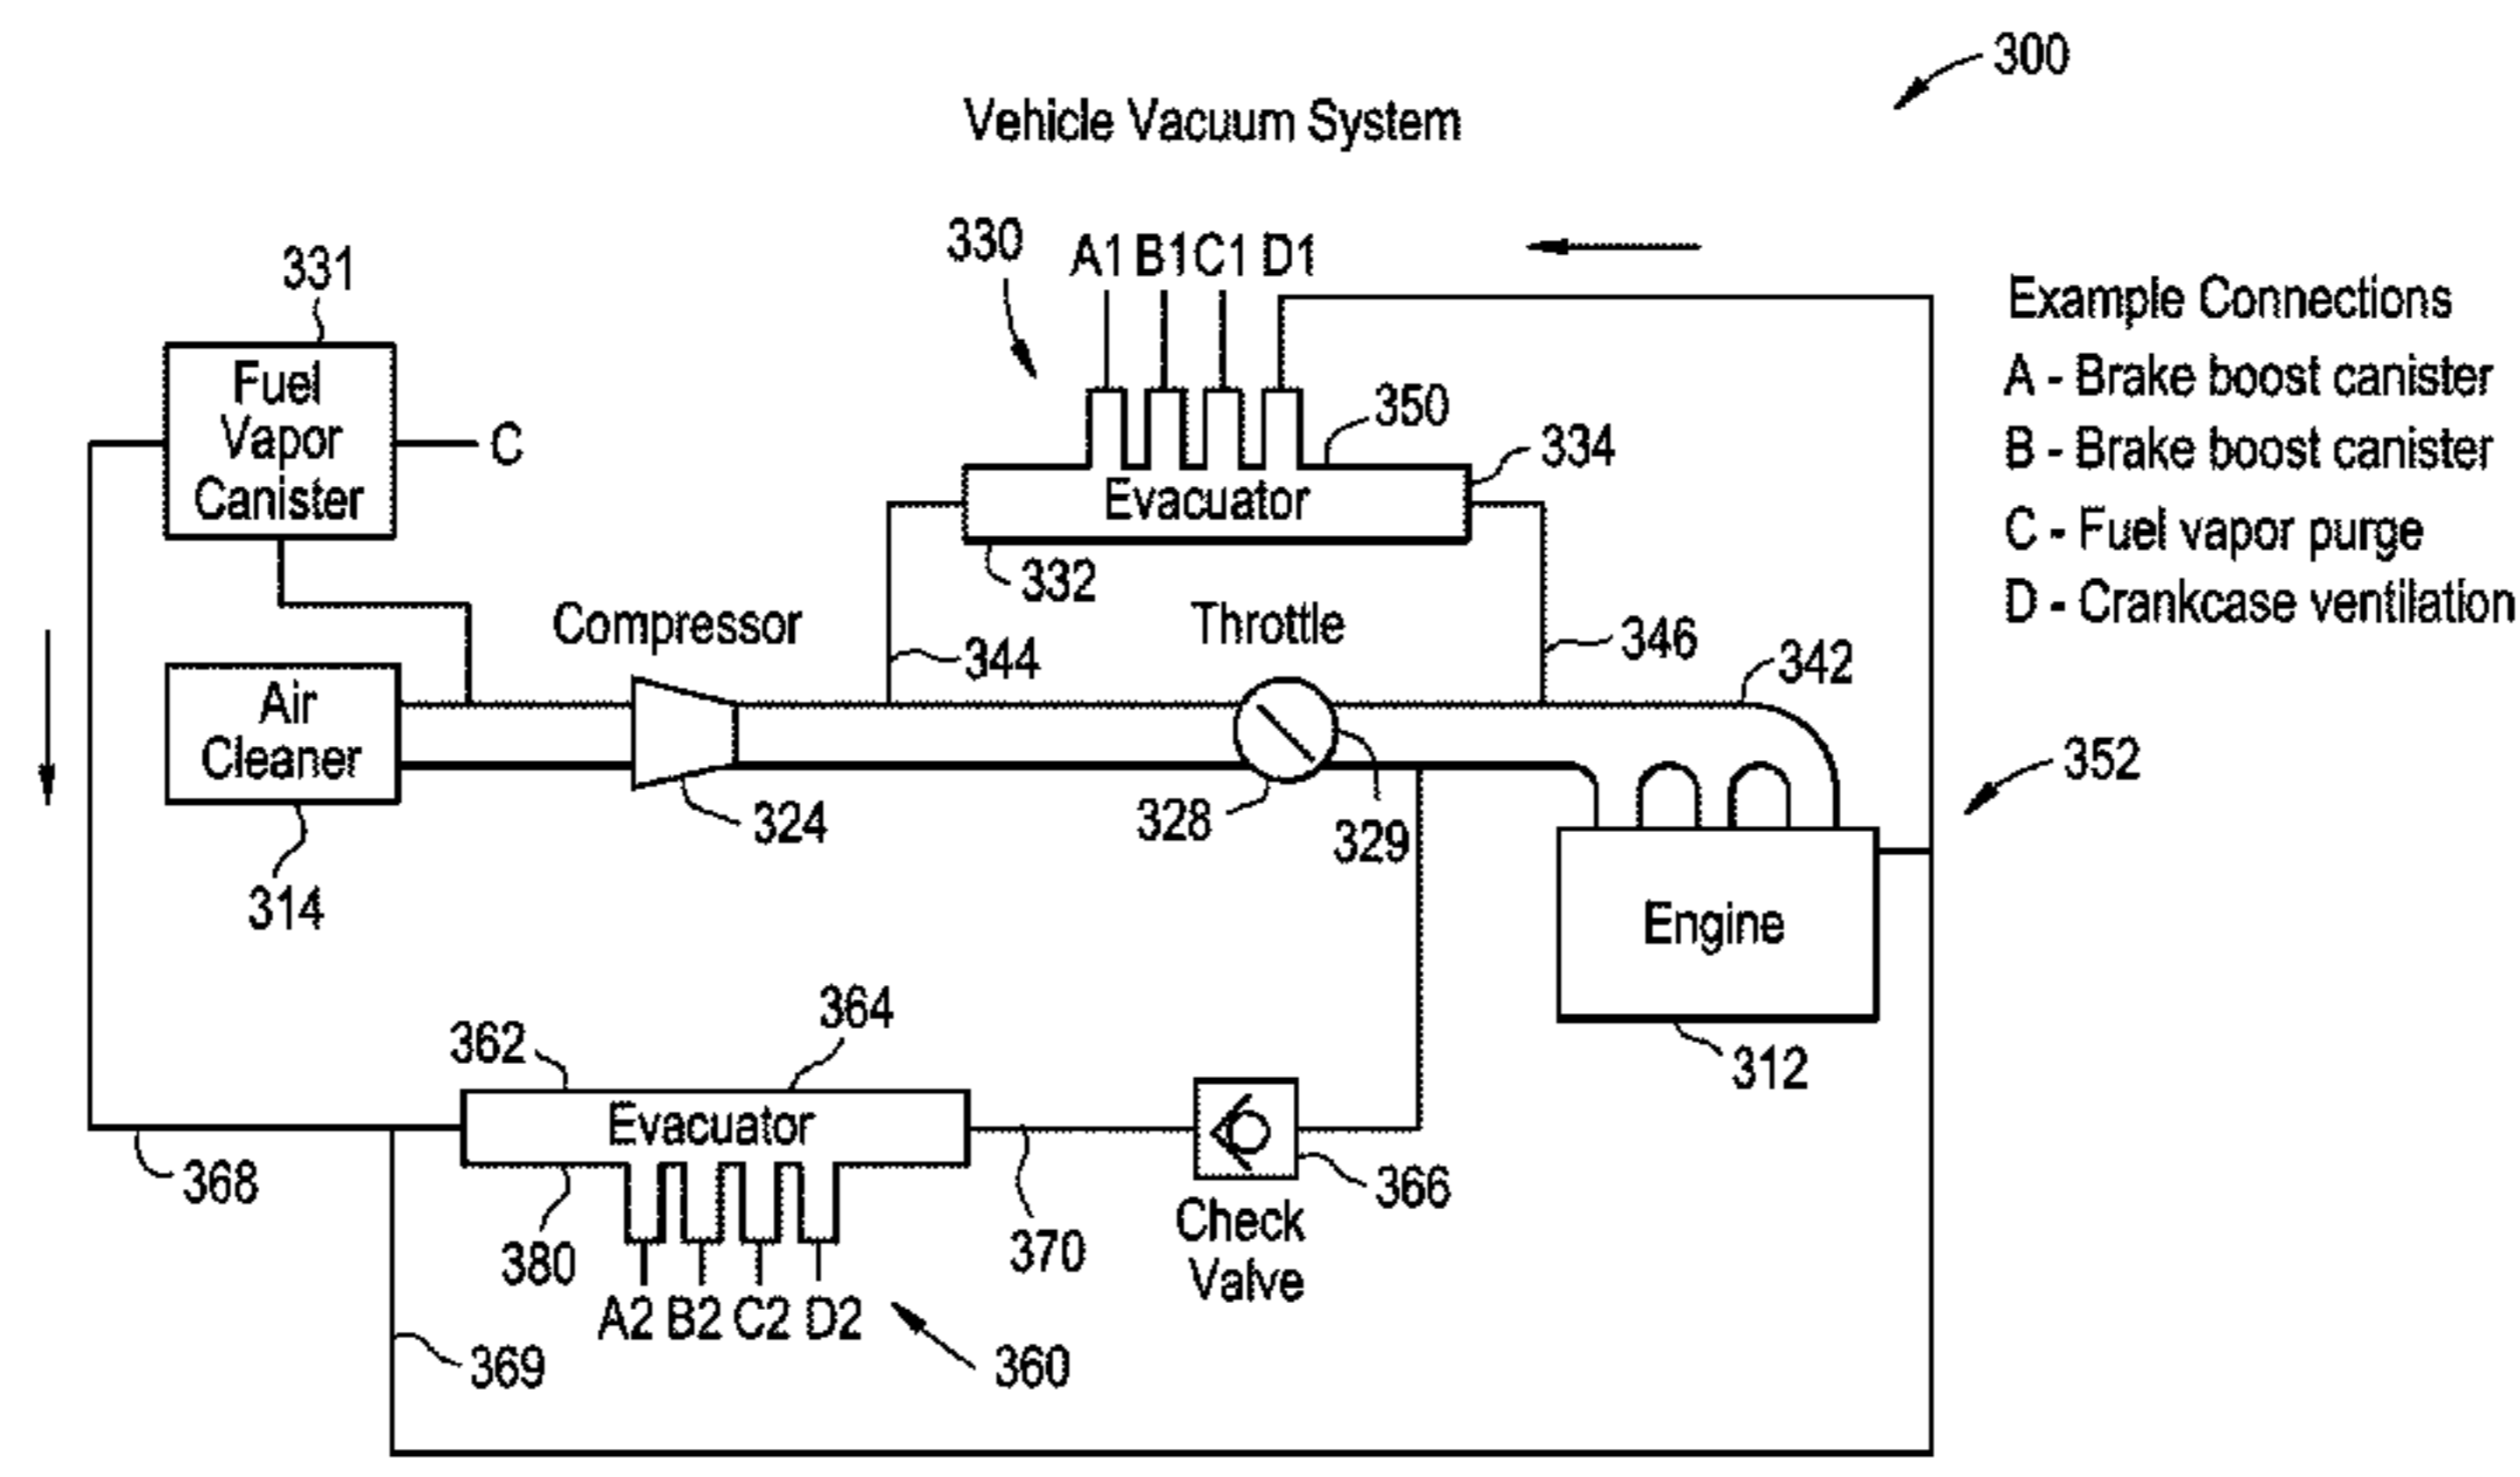 300
Vehicle Vacuum System
330
A1 B1 C1 D1
331
Fuel
Vapor
Canister
C
350
334
Evacuator
332
Example Connections
A - Brake boost canister
B - Brake boost canister
C - Fuel vapor purge
D - Crankcase ventilation
Compressor
Throttle
344
346
342
Air
Cleaner
314
324
328
329
352
Engine
312
362
364
Evacuator
368
380
A2 B2 C2 D2
370
366
Check
Valve
369
360